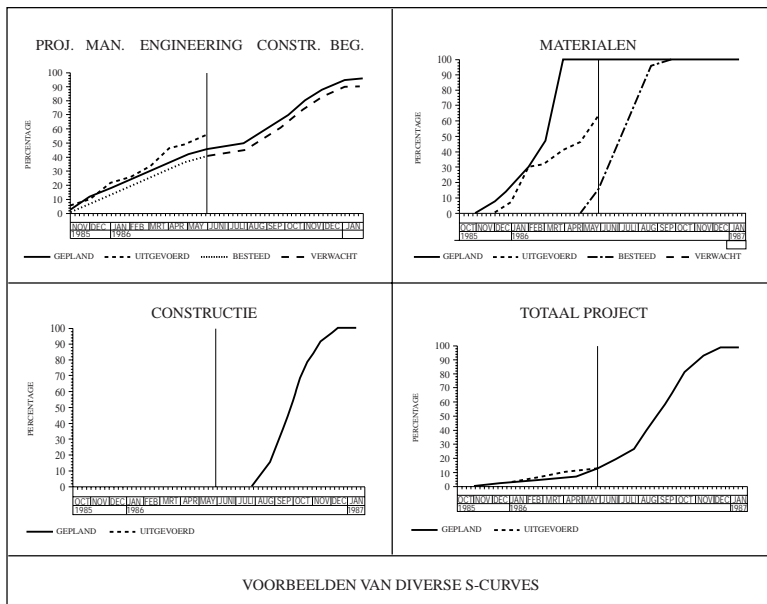 PROJ. MAN. ENGINEERING CONSTR. BEG.
PERCENTAGE
100
90
80
70
60
50
40
30
20
10
0
NOV DEC JAN FEB MRT APR MAY JUNI JULI AUG SEP OCT NOV DEC JAN
1985 1986
GEPLAND UITGEVOERD BESTEED VERWACHT
MATERIALEN
PERCENTAGE
100
90
80
70
60
50
40
30
20
10
0
OCT NOV DEC JAN FEB MRT APR MAY JUN JUL AUG SEP OCT NOV DEC JAN
1985 1986 1987
GEPLAND UITGEVOERD BESTEED VERWACHT
CONSTRUCTIE
PERCENTAGE
100
90
80
70
60
50
40
30
20
10
0
OCT NOV DEC JAN FEB MRT APR MAY JUN JUL AUG SEP OCT NOV DEC JAN
1985 1986 1987
GEPLAND UITGEVOERD
TOTAAL PROJECT
PERCENTAGE
100
90
80
70
60
50
40
30
20
10
0
OCT NOV DEC JAN FEB MRT APR MAY JUN JUL AUG SEP OCT NOV DEC JAN
1985 1986 1987
GEPLAND UITGEVOERD
VOORBEELDEN VAN DIVERSE S-CURVES